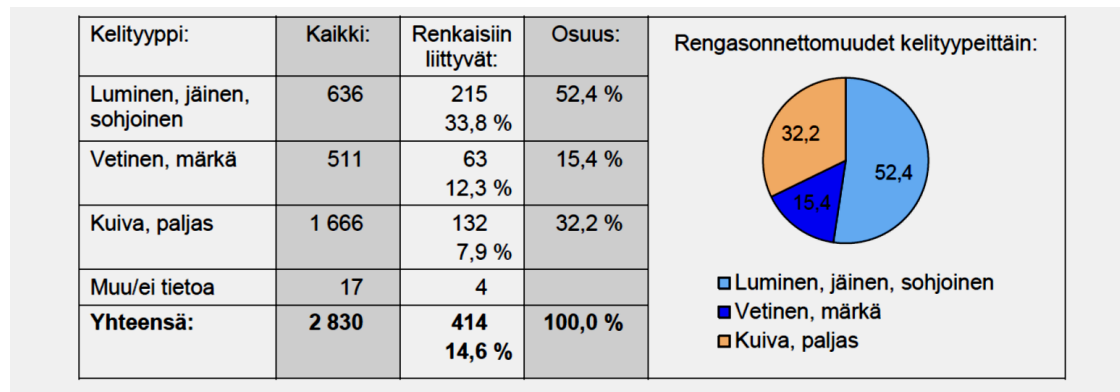 Kelityyppi: Kaikki: Renkaisiin liittyvät: Osuus:
Luminen, jäinen, sohjoinen 636 215 33,8 % 52,4 %
Vetinen, märkä 511 63 12,3 % 15,4 %
Kuiva, paljas 1 666 132 7,9 % 32,2 %
Muu/ei tietoa 17 4
Yhteensä: 2 830 414 14,6 % 100,0 %
Rengasonnettomuudet kelityypeittäin:
32,2
52,4
15,4
Luminen, jäinen, sohjoinen
Vetinen, märkä
Kuiva, paljas